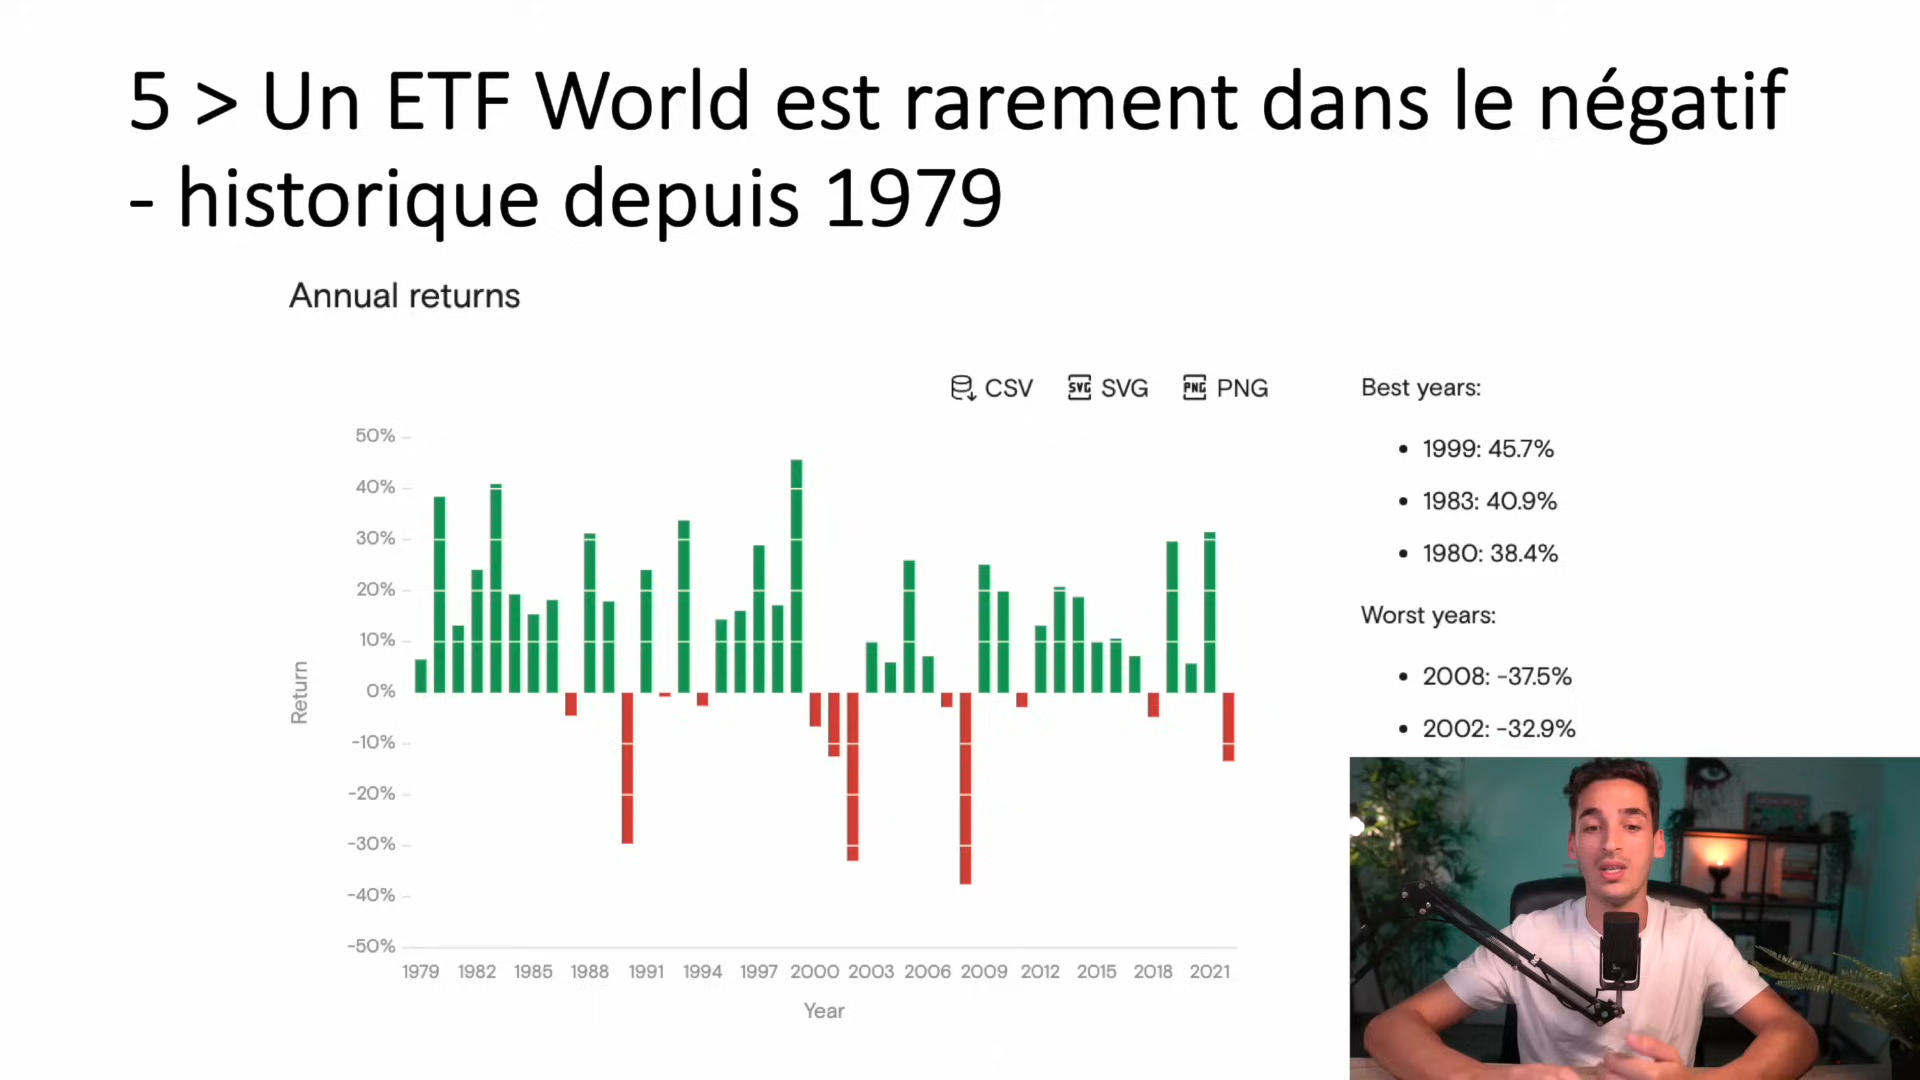 5 > Un ETF World est rarement dans le négatif
- historique depuis 1979
Annual returns
CSV
SVG SVG
PNG PNG
50%
40%
30%
20%
10%
0%
-10%
-20%
-30%
-40%
-50%
Return
1979 1982 1985 1988 1991 1994 1997 2000 2003 2006 2009 2012 2015 2018 2021
Year
Best years:
• 1999: 45.7%
• 1983: 40.9%
• 1980: 38.4%
Worst years:
• 2008: -37.5%
• 2002: -32.9%